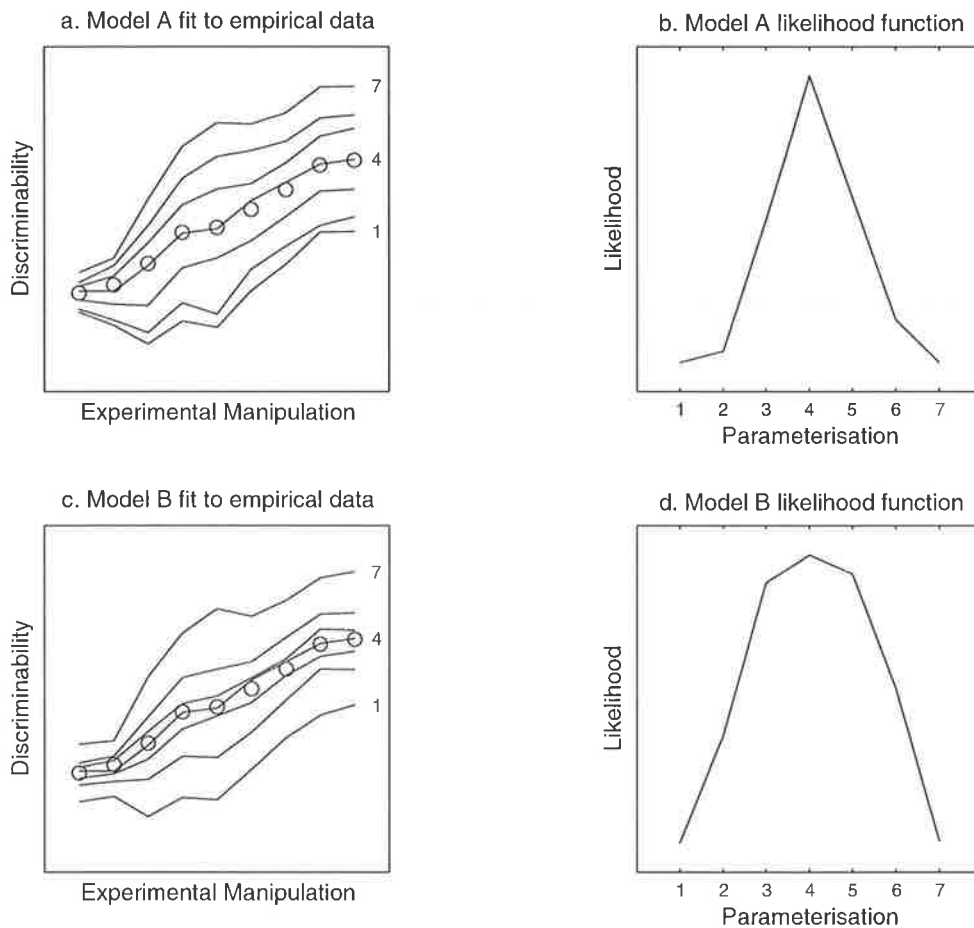 a. Model A fit to empirical data
7
4
1
Discriminability
Experimental Manipulation
b. Model A likelihood function
Likelihood
1 2 3 4 5 6 7
Parameterisation
c. Model B fit to empirical data
7
4
1
Discriminability
Experimental Manipulation
d. Model B likelihood function
Likelihood
1 2 3 4 5 6 7
Parameterisation